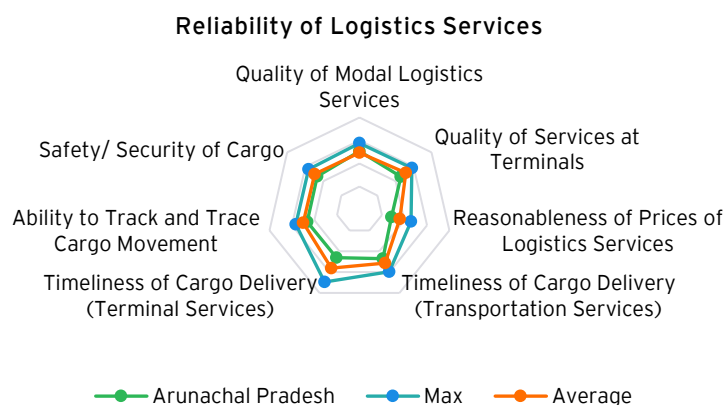 Reliability of Logistics Services
Quality of Modal Logistics
Services
Quality of Services at
Terminals
Safety/ Security of Cargo
Ability to Track and Trace
Cargo Movement
Reasonableness of Prices of
Logistics Services
Timeliness of Cargo Delivery
(Terminal Services)
Timeliness of Cargo Delivery
(Transportation Services)
Arunachal Pradesh
Max
Average